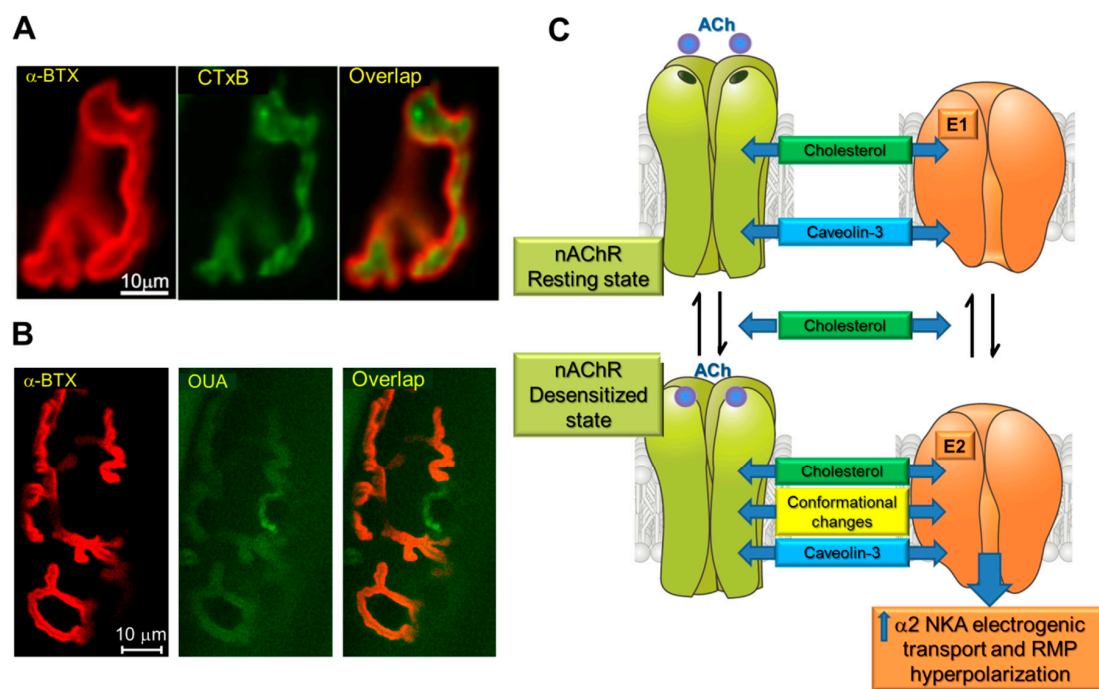 A
α-BTX
CTxB
Overlap
10μm
B
α-BTX
OUA
Overlap
10 μm
C
ACh
E1
Cholesterol
Caveolin-3
nAChR
Resting state
Cholesterol
nAChR
Desensitized
state
ACh
E2
Cholesterol
Conformational
changes
Caveolin-3
α2 NKA electrogenic
transport and RMP
hyperpolarization